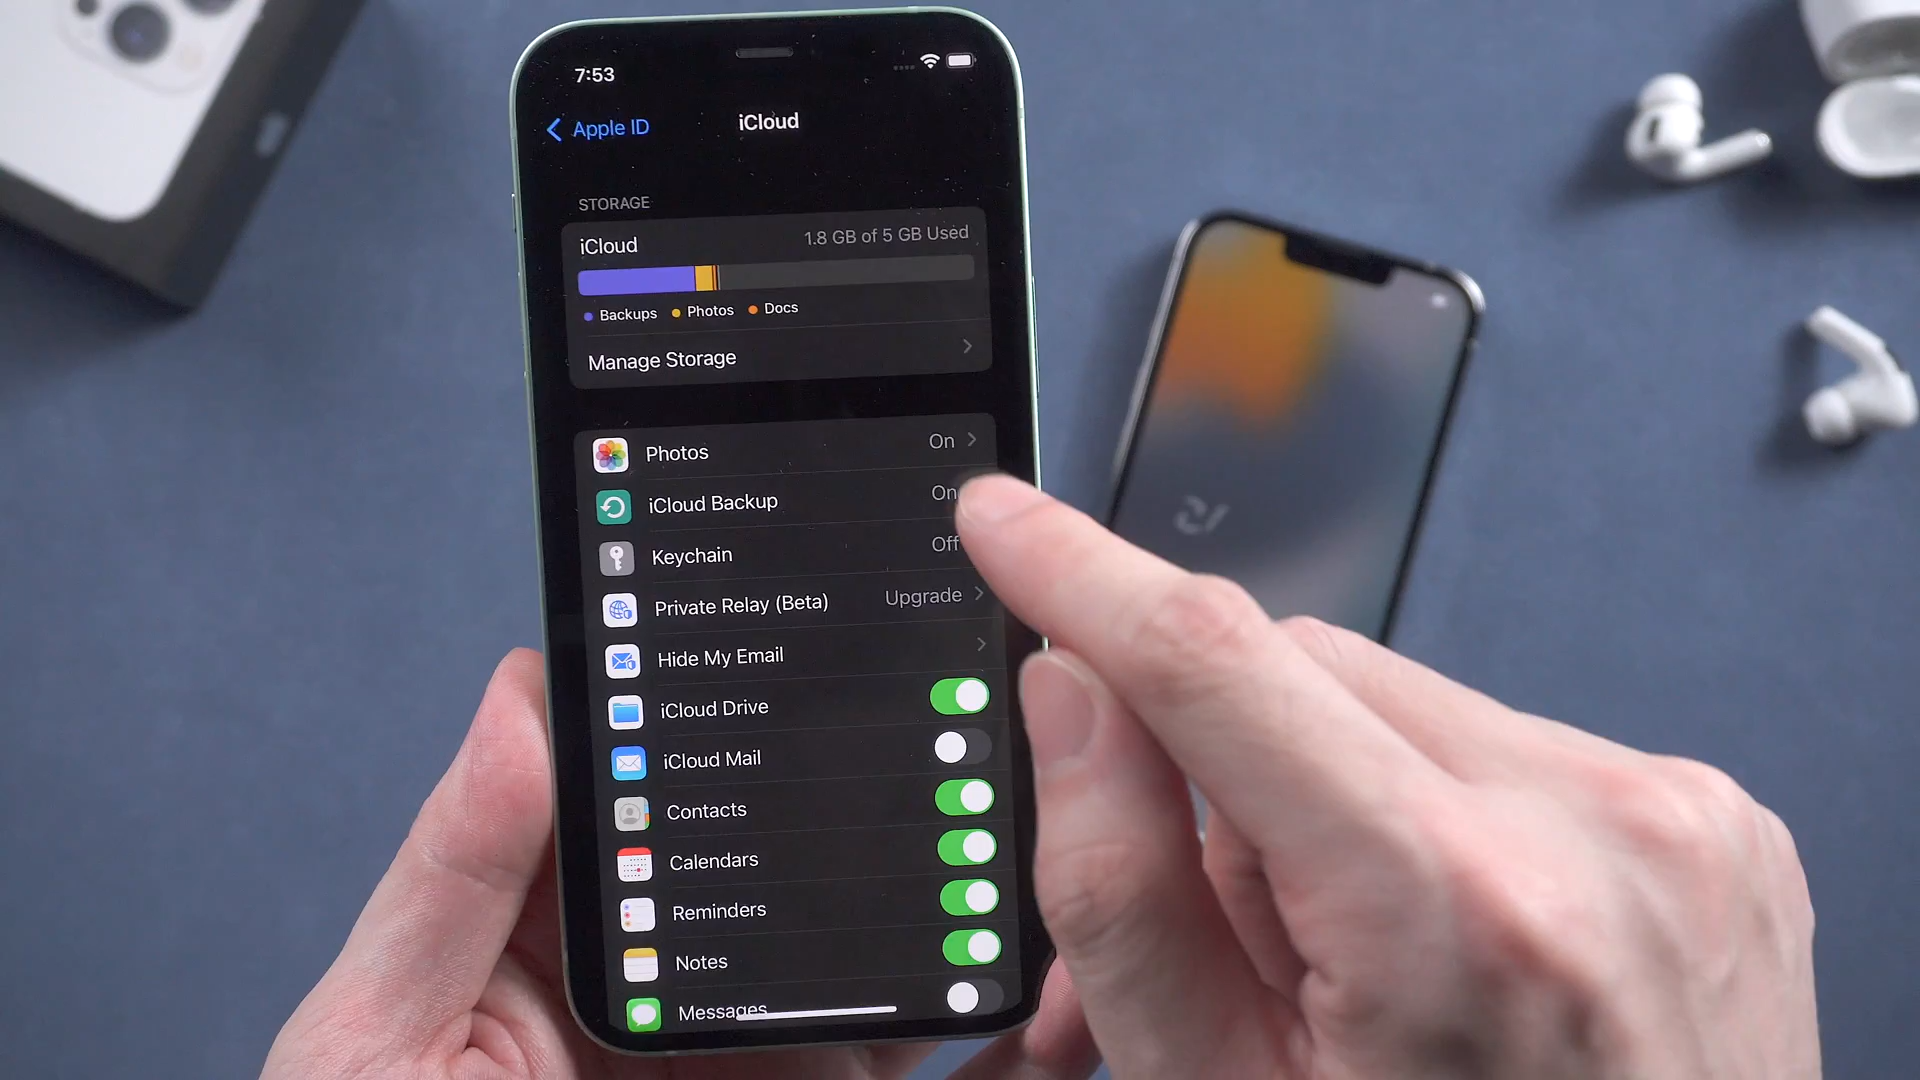 7:53
Apple ID
iCloud
STORAGE
iCloud
1.8 GB of 5 GB Used
Backups Photos Docs
Manage Storage
Photos On
iCloud Backup On
Keychain Off
Private Relay (Beta) Upgrade
Hide My Email
iCloud Drive
iCloud Mail
Contacts
Calendars
Reminders
Notes
Messages
15